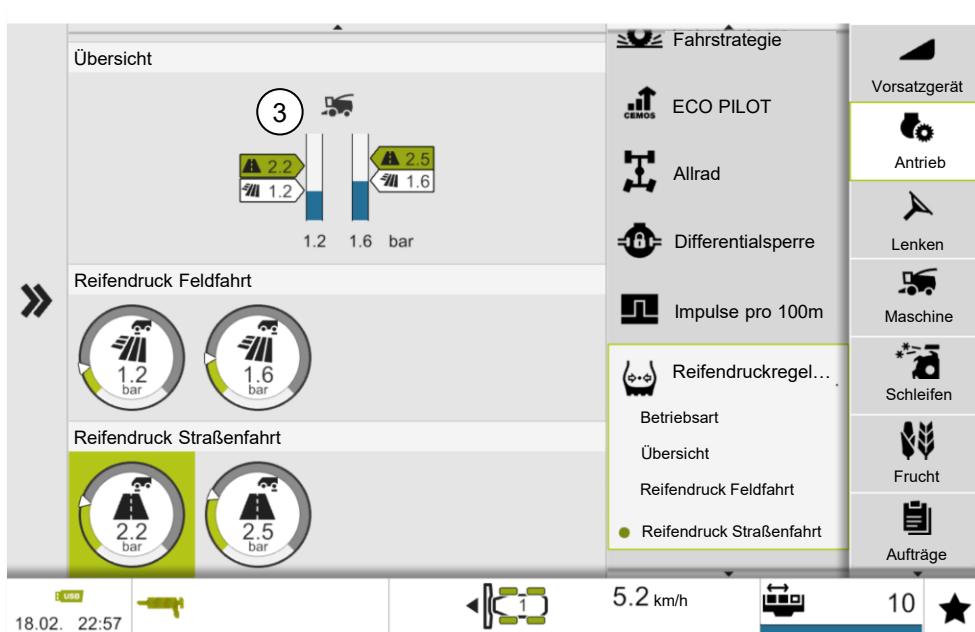 Übersicht
3
2.2
2.5
1.2
1.6
1.2 1.6 bar
Reifendruck Feldfahrt
1.2
bar
1.6
bar
Reifendruck Straßenfahrt
2.2
bar
2.5
bar
Fahrstrategie
CEMOS
ECO PILOT
Allrad
Differentialsperre
Impulse pro 100m
Reifendruckregel...
Betriebsart
Übersicht
Reifendruck Feldfahrt
Reifendruck Straßenfahrt
Vorsatzgerät
Antrieb
Lenken
Maschine
Schleifen
Frucht
Aufträge
USB
18.02. 22:57
1
5.2 km/h
10